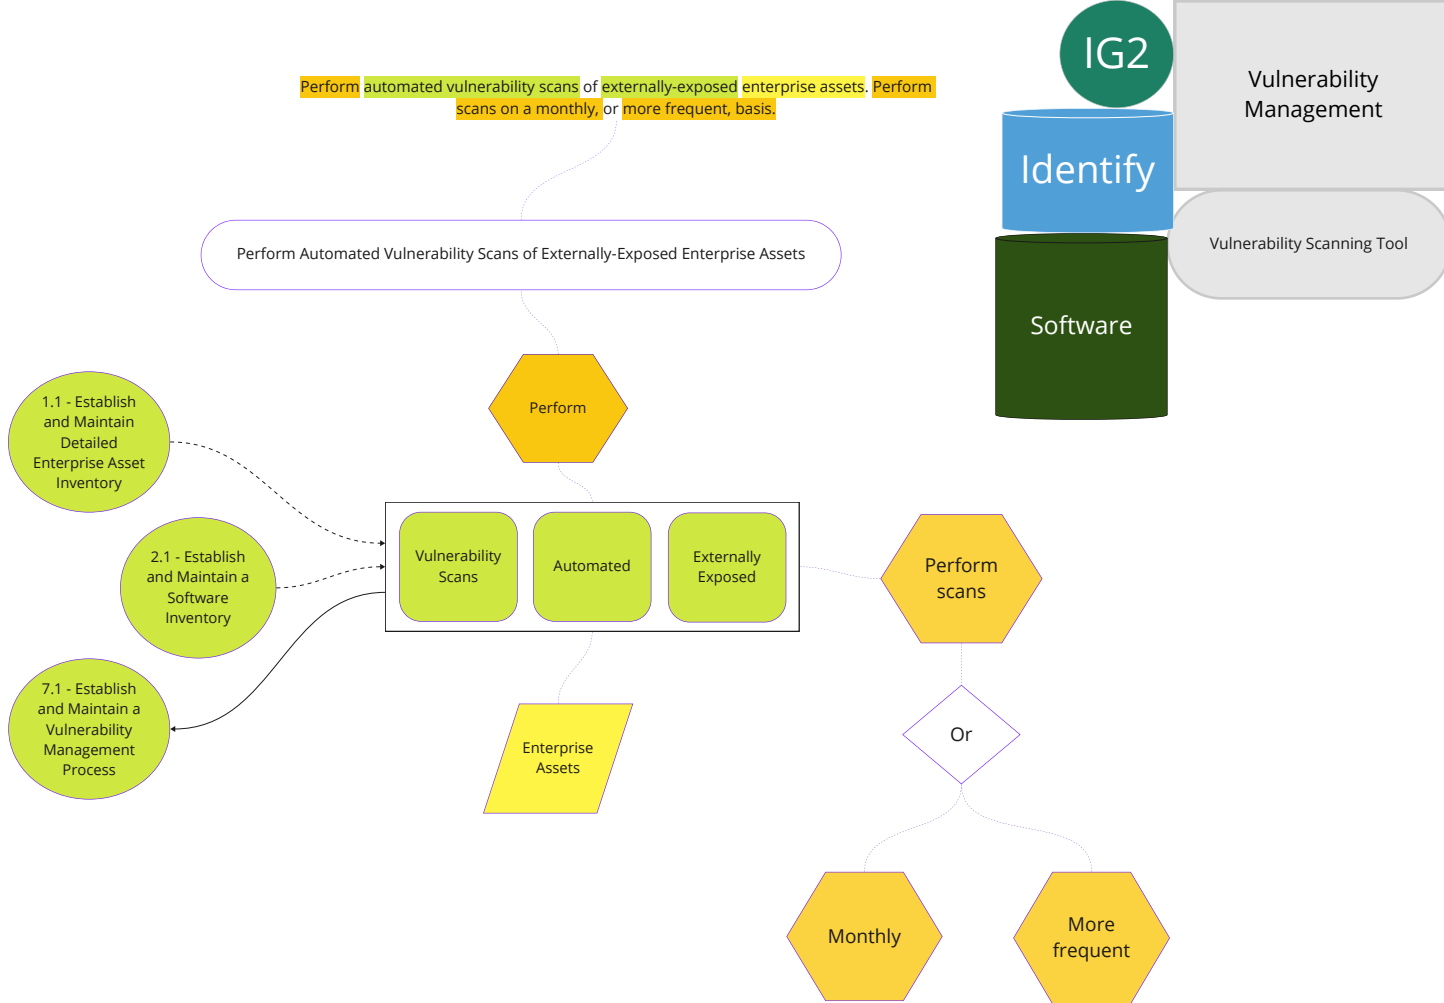 IG2
Vulnerability
Management
Perform automated vulnerability scans of externally-exposed enterprise assets. Perform
scans on a monthly, or more frequent, basis.
Identify
Vulnerability Scanning Tool
Perform Automated Vulnerability Scans of Externally-Exposed Enterprise Assets
Software
Perform
1.1 - Establish
and Maintain
Detailed
Enterprise Asset
Inventory
Vulnerability
Scans
Automated
Externally
Exposed
Perform
scans
2.1 - Establish
and Maintain a
Software
Inventory
7.1 - Establish
and Maintain a
Vulnerability
Management
Process
Enterprise
Assets
Or
Monthly
More
frequent